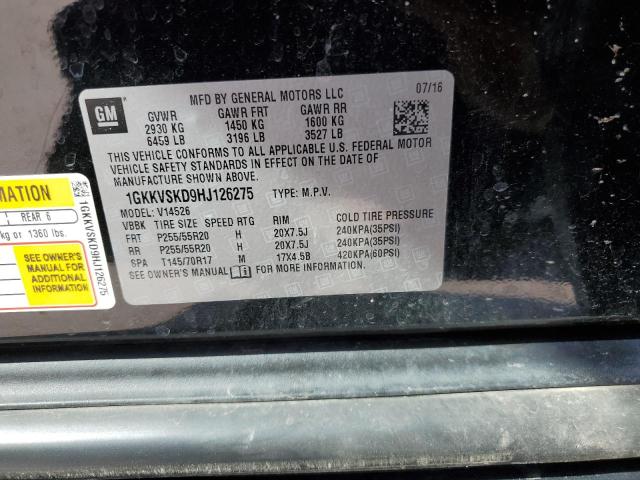 MFD BY GENERAL MOTORS LLC
07/16
GM
GVWR GAWR FRT GAWR RR
2930 KG 1450 KG 1600 KG
6459 LB 3196 LB 3527 LB
THIS VEHICLE CONFORMS TO ALL APPLICABLE U.S. FEDERAL MOTOR
VEHICLE SAFETY STANDARDS IN EFFECT ON THE DATE OF
MANUFACTURE SHOWN ABOVE.
1GKKVSKD9HJ126275 TYPE: M.P.V.
MODEL: V14526
VBBK TIRE SIZE SPEED RTG RIM COLD TIRE PRESSURE
FRT P255/55R20 H 20X7.5J 240KPA(35PSI)
RR P255/55R20 H 20X7.5J 240KPA(35PSI)
SPA T145/70R17 M 17X4.5B 420KPA(60PSI)
SEE OWNER'S MANUAL FOR MORE INFORMATION.
MATION
REAR 6
kg or 1360 lbs.
SEE OWNER'S
MANUAL FOR
ADDITIONAL
INFORMATION
1GKKVSKD9HJ126275